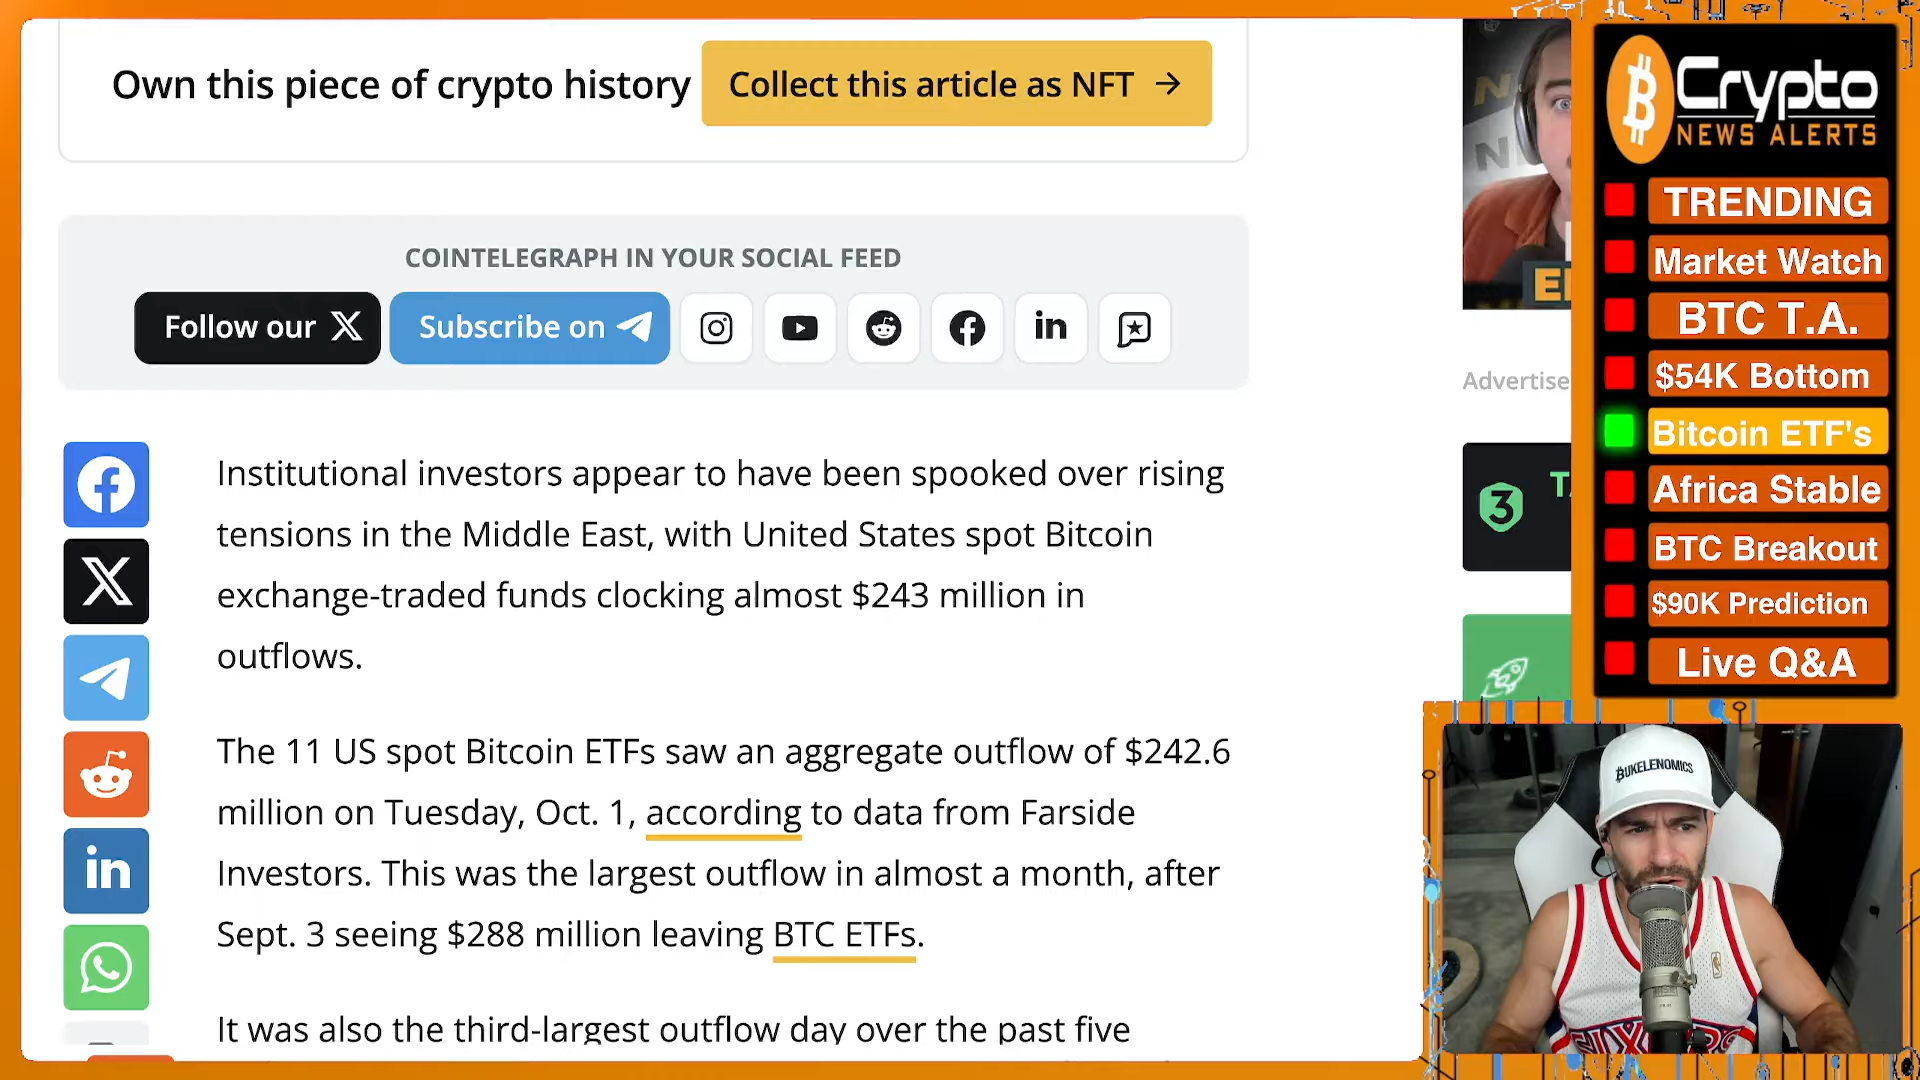 Own this piece of crypto history
Collect this article as NFT →
COINTELEGRAPH IN YOUR SOCIAL FEED
Follow our X
Subscribe on
Institutional investors appear to have been spooked over rising
tensions in the Middle East, with United States spot Bitcoin
exchange-traded funds clocking almost $243 million in
outflows.
The 11 US spot Bitcoin ETFs saw an aggregate outflow of $242.6
million on Tuesday, Oct. 1, according to data from Farside
Investors. This was the largest outflow in almost a month, after
Sept. 3 seeing $288 million leaving BTC ETFs.
It was also the third-largest outflow day over the past five
Advertise
3
Crypto
NEWS ALERTS
TRENDING
Market Watch
BTC T.A.
$54K Bottom
Bitcoin ETF's
Africa Stable
BTC Breakout
$90K Prediction
Live Q&A
BUKELENOMICS